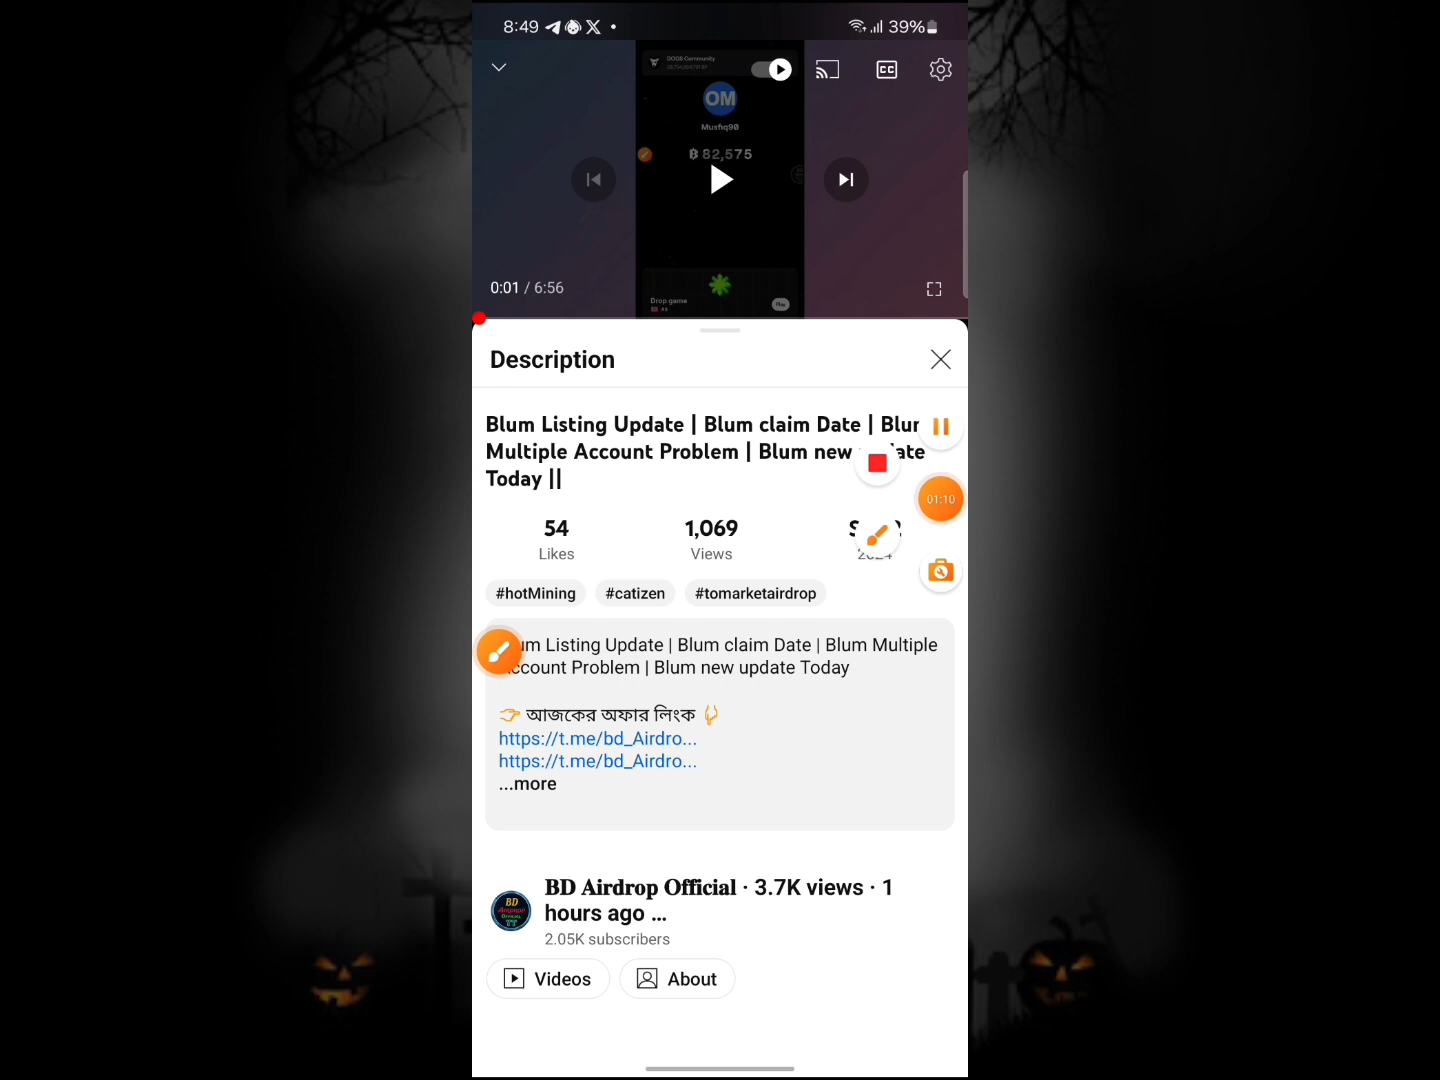 8:49
39%
DOGS Community
OM
Musfiq90
82,575
0:01 / 6:56
Drop game
Play
Description
Blum Listing Update | Blum claim Date |
Multiple Account Problem | Blum new
Today ||
01:10
54
1,069
Likes
Views
2024
#hotMining
#catizen
#tomarketairdrop
Listing Update | Blum claim Date | Blum Multiple
Problem | Blum new update Today
👉 আজকের অফার লিংক 👇
https://t.me/bd_Airdro...
https://t.me/bd_Airdro...
...more
BD Airdrop Official · 3.7K views · 1
hours ago ...
2.05K subscribers
Videos
About